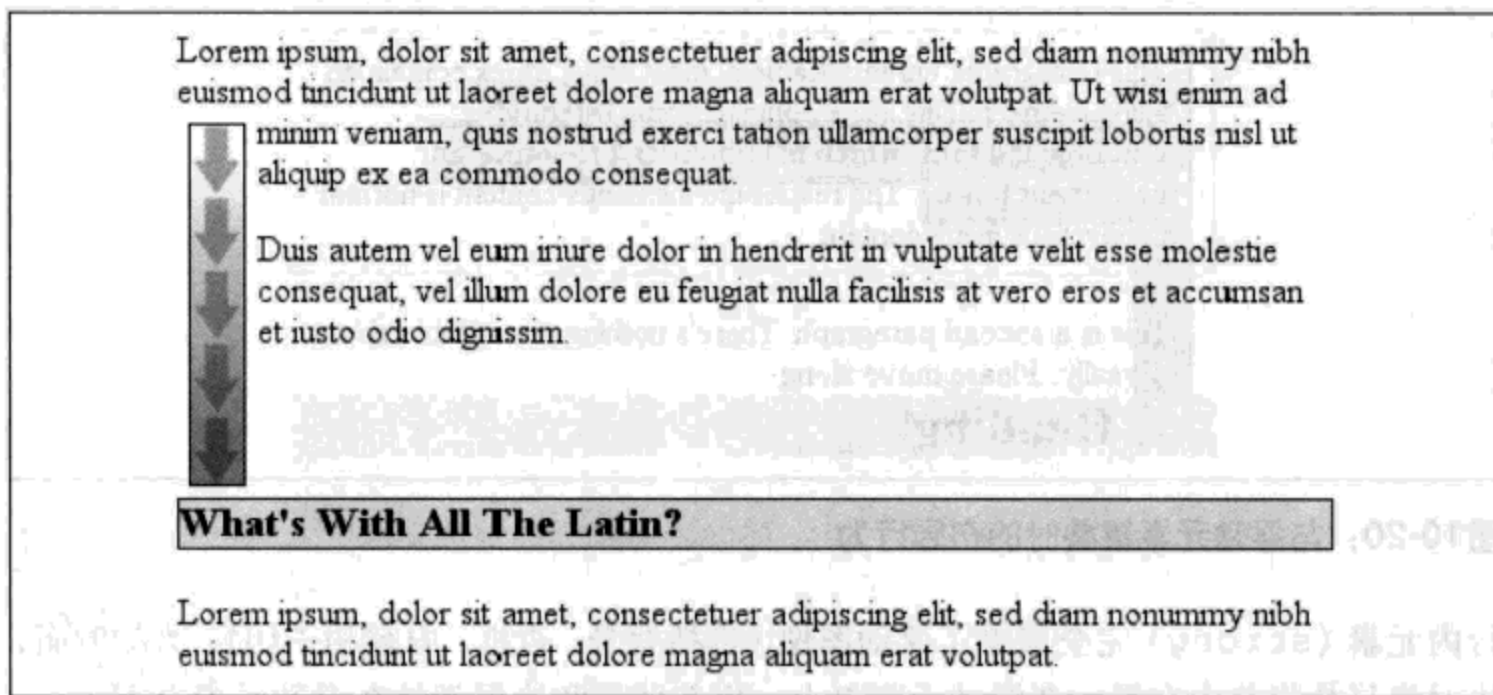 Lorem ipsum, dolor sit amet, consectetuer adipiscing elit, sed diam nonummy nibh
euismod tincidunt ut laoreet dolore magna aliquam erat volutpat. Ut wisi enim ad
minim veniam, quis nostrud exerci tation ullamcorper suscipit lobortis nisl ut
aliquip ex ea commodo consequat.
Duis autem vel eum iriure dolor in hendrerit in vulputate velit esse molestie
consequat, vel illum dolore eu feugiat nulla facilisis at vero eros et accumsan
et iusto odio dignissim.
What's With All The Latin?
Lorem ipsum, dolor sit amet, consectetuer adipiscing elit, sed diam nonummy nibh
euismod tincidunt ut laoreet dolore magna aliquam erat volutpat.